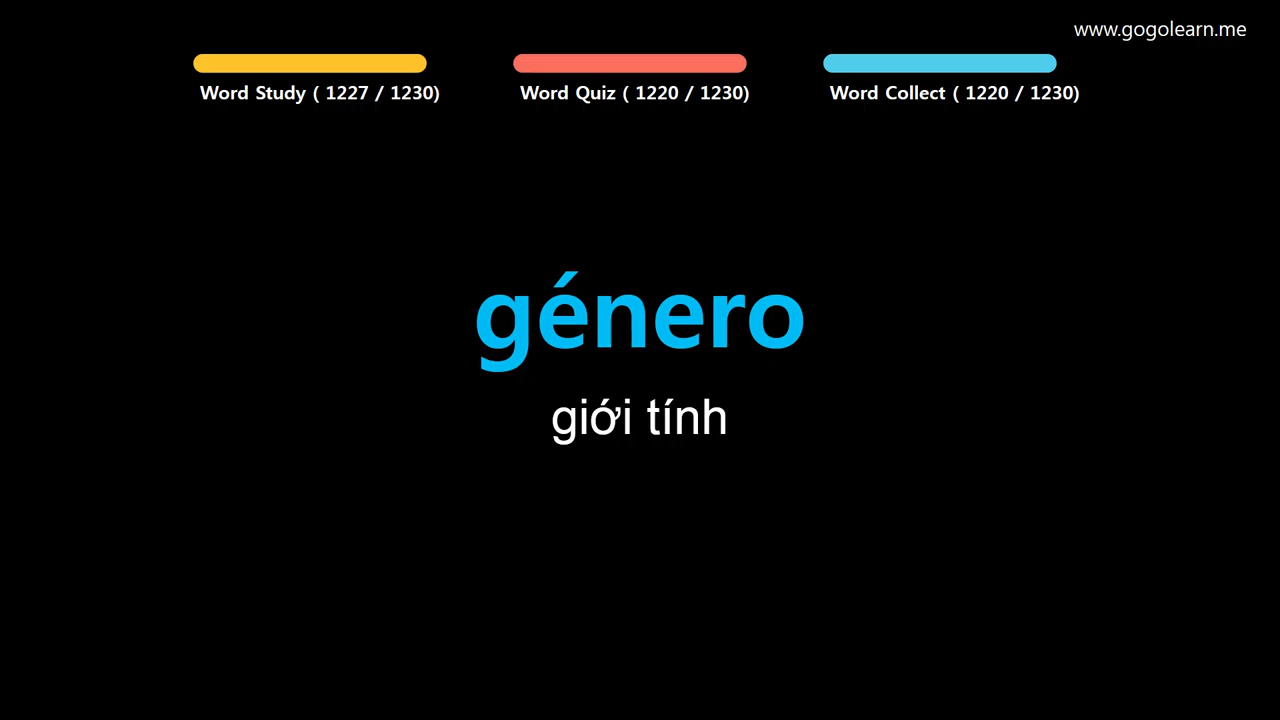 www.gogolearn.me
Word Study ( 1227 / 1230)
Word Quiz ( 1220 / 1230)
Word Collect ( 1220 / 1230)
género
giới tính